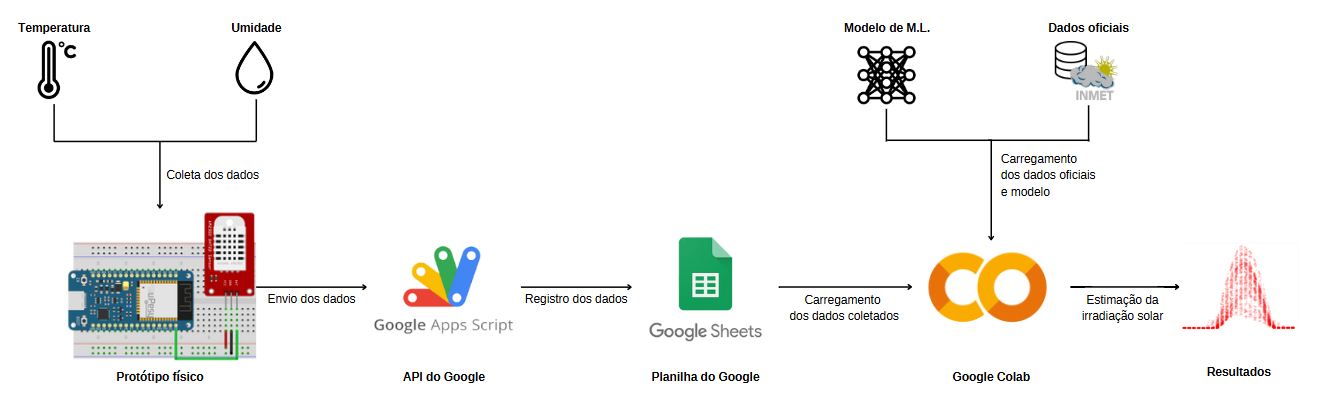 Temperatura
Umidade
Modelo de M.L.
Dados oficiais
°C
INMET
Coleta dos dados
Carregamento
dos dados oficiais
e modelo
Envio dos dados
Google Apps Script
Registro dos dados
Google Sheets
Carregamento
dos dados coletados
Estimação da
irradiação solar
Protótipo físico
API do Google
Planilha do Google
Google Colab
Resultados